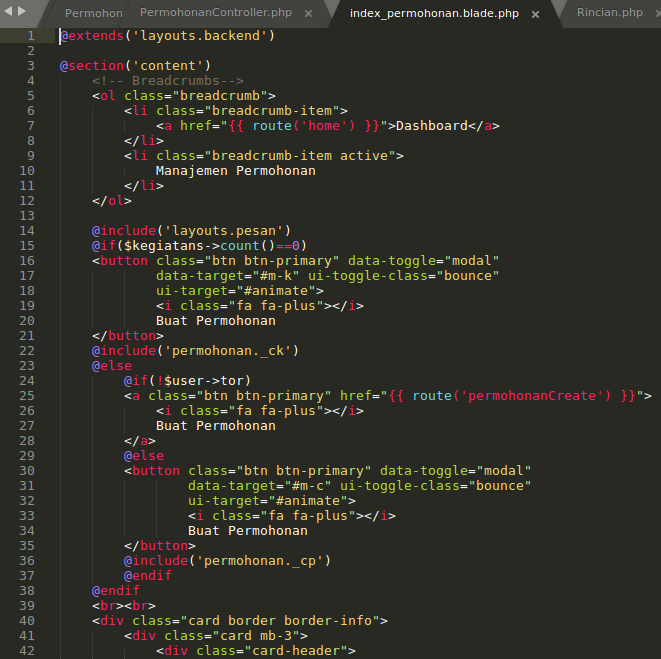 Permohon PermohonanController.php × index_permohonan.blade.php × Rincian.php
1 @extends('layouts.backend')
2
3 @section('content')
4 <!-- Breadcrumbs-->
5 <ol class="breadcrumb">
6 <li class="breadcrumb-item">
7 <a href="{{ route('home') }}">Dashboard</a>
8 </li>
9 <li class="breadcrumb-item active">
10 Manajemen Permohonan
11 </li>
12 </ol>
13
14 @include('layouts.pesan')
15 @if($kegiatans->count()==0)
16 <button class="btn btn-primary" data-toggle="modal"
17 data-target="#m-k" ui-toggle-class="bounce"
18 ui-target="#animate">
19 <i class="fa fa-plus"></i>
20 Buat Permohonan
21 </button>
22 @include('permohonan._ck')
23 @else
24 @if(!$user->tor)
25 <a class="btn btn-primary" href="{{ route('permohonanCreate') }}">
26 <i class="fa fa-plus"></i>
27 Buat Permohonan
28 </a>
29 @else
30 <button class="btn btn-primary" data-toggle="modal"
31 data-target="#m-c" ui-toggle-class="bounce"
32 ui-target="#animate">
33 <i class="fa fa-plus"></i>
34 Buat Permohonan
35 </button>
36 @include('permohonan._cp')
37 @endif
38 @endif
39 <br><br>
40 <div class="card border border-info">
41 <div class="card mb-3">
42 <div class="card-header">